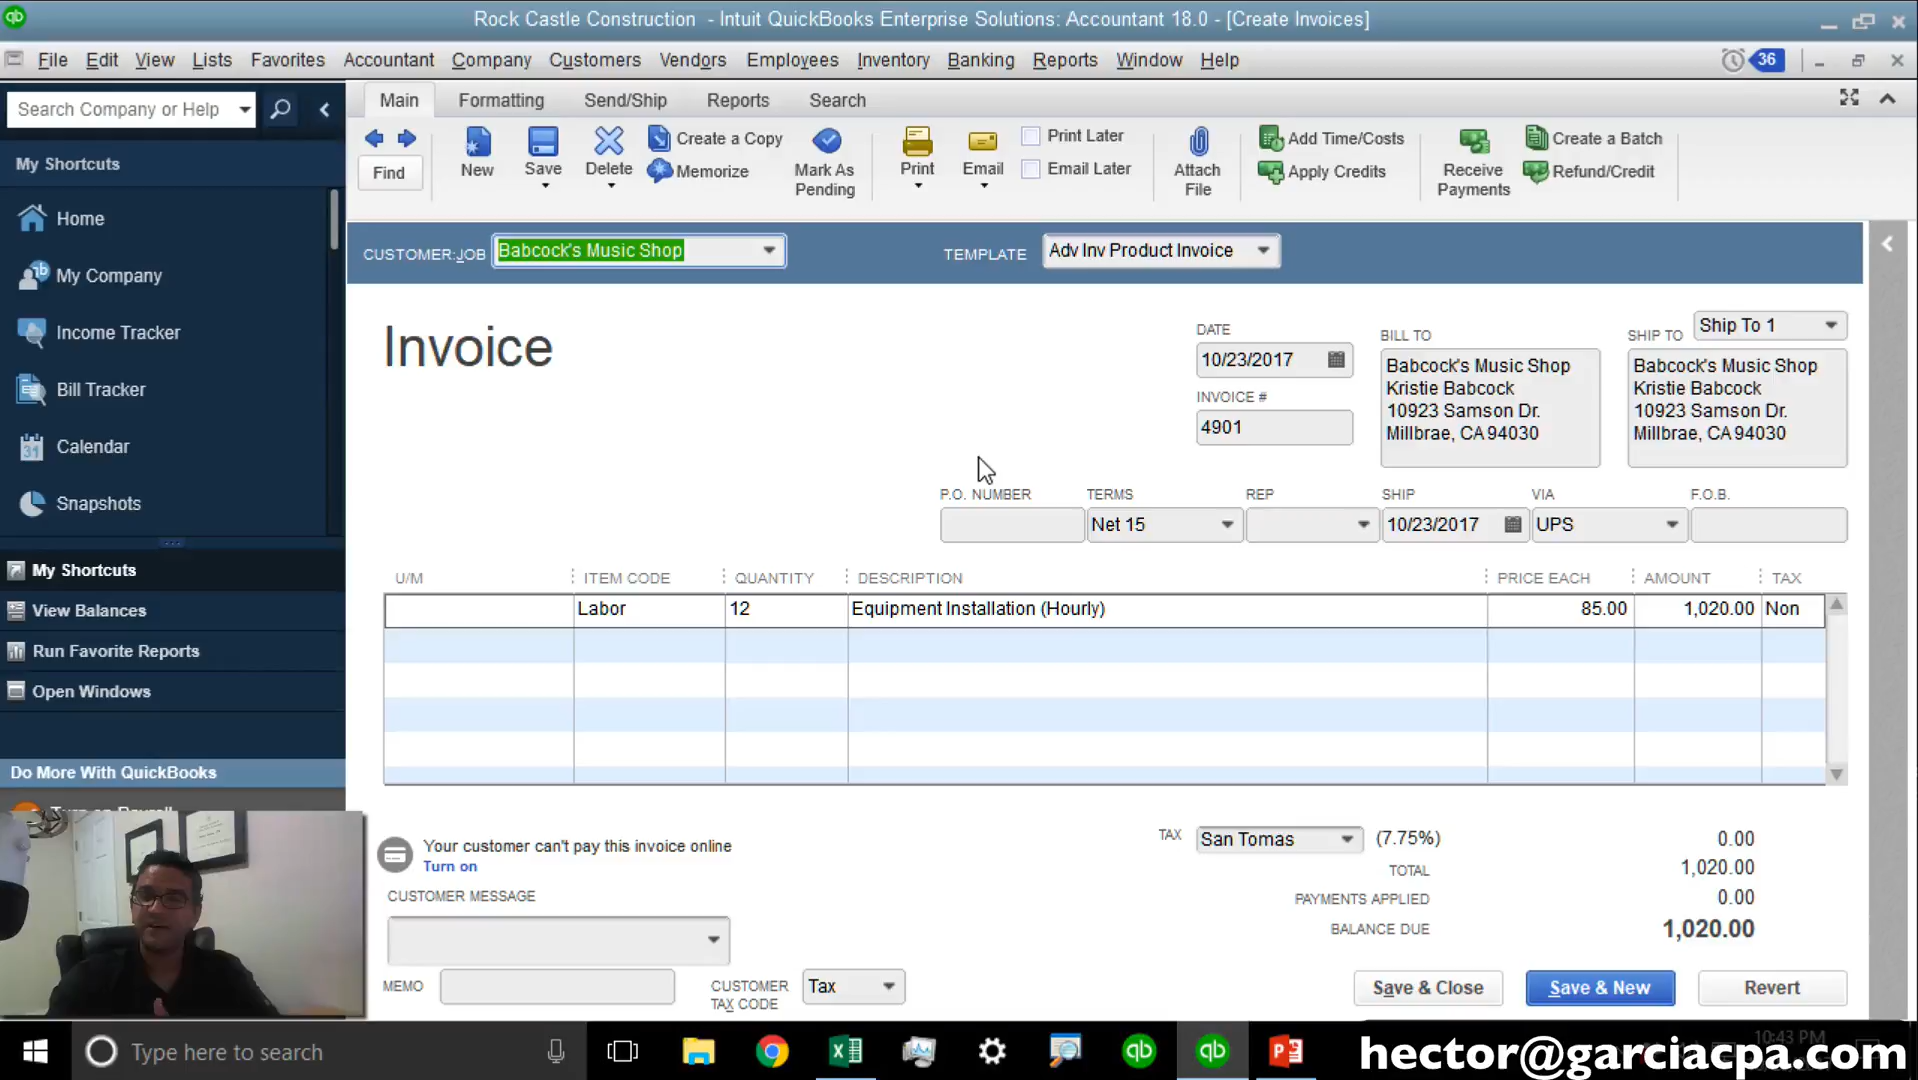 Rock Castle Construction - Intuit QuickBooks Enterprise Solutions: Accountant 18.0 - [Create Invoices]
File Edit View Lists Favorites Accountant Company Customers Vendors Employees Inventory Banking Reports Window Help 36
Search Company or Help
My Shortcuts
Home
My Company
Income Tracker
Bill Tracker
Calendar
31
Snapshots
My Shortcuts
View Balances
Run Favorite Reports
Open Windows
Do More With QuickBooks
Turn on Payroll
Main Formatting Send/Ship Reports Search
Find
New
Save
Delete
Create a Copy
Memorize
Mark As
Pending
Print
Email
Print Later
Email Later
Attach
File
Add Time/Costs
Apply Credits
Receive
Payments
Create a Batch
Refund/Credit
CUSTOMER:JOB Babcock's Music Shop TEMPLATE Adv Inv Product Invoice
Invoice
DATE
10/23/2017
INVOICE #
4901
BILL TO
Babcock's Music Shop
Kristie Babcock
10923 Samson Dr.
Millbrae, CA 94030
SHIP TO Ship To 1
Babcock's Music Shop
Kristie Babcock
10923 Samson Dr.
Millbrae, CA 94030
P.O. NUMBER TERMS REP SHIP VIA F.O.B.
Net 15 10/23/2017 UPS
U/M ITEM CODE QUANTITY DESCRIPTION PRICE EACH AMOUNT TAX
Labor 12 Equipment Installation (Hourly) 85.00 1,020.00 Non
Your customer can't pay this invoice online
Turn on
CUSTOMER MESSAGE
MEMO
CUSTOMER
TAX CODE
Tax
TAX San Tomas (7.75%) 0.00
TOTAL 1,020.00
PAYMENTS APPLIED 0.00
BALANCE DUE 1,020.00
Save & Close Save & New Revert
Type here to search
10:43 PM
hector@garciacpa.com